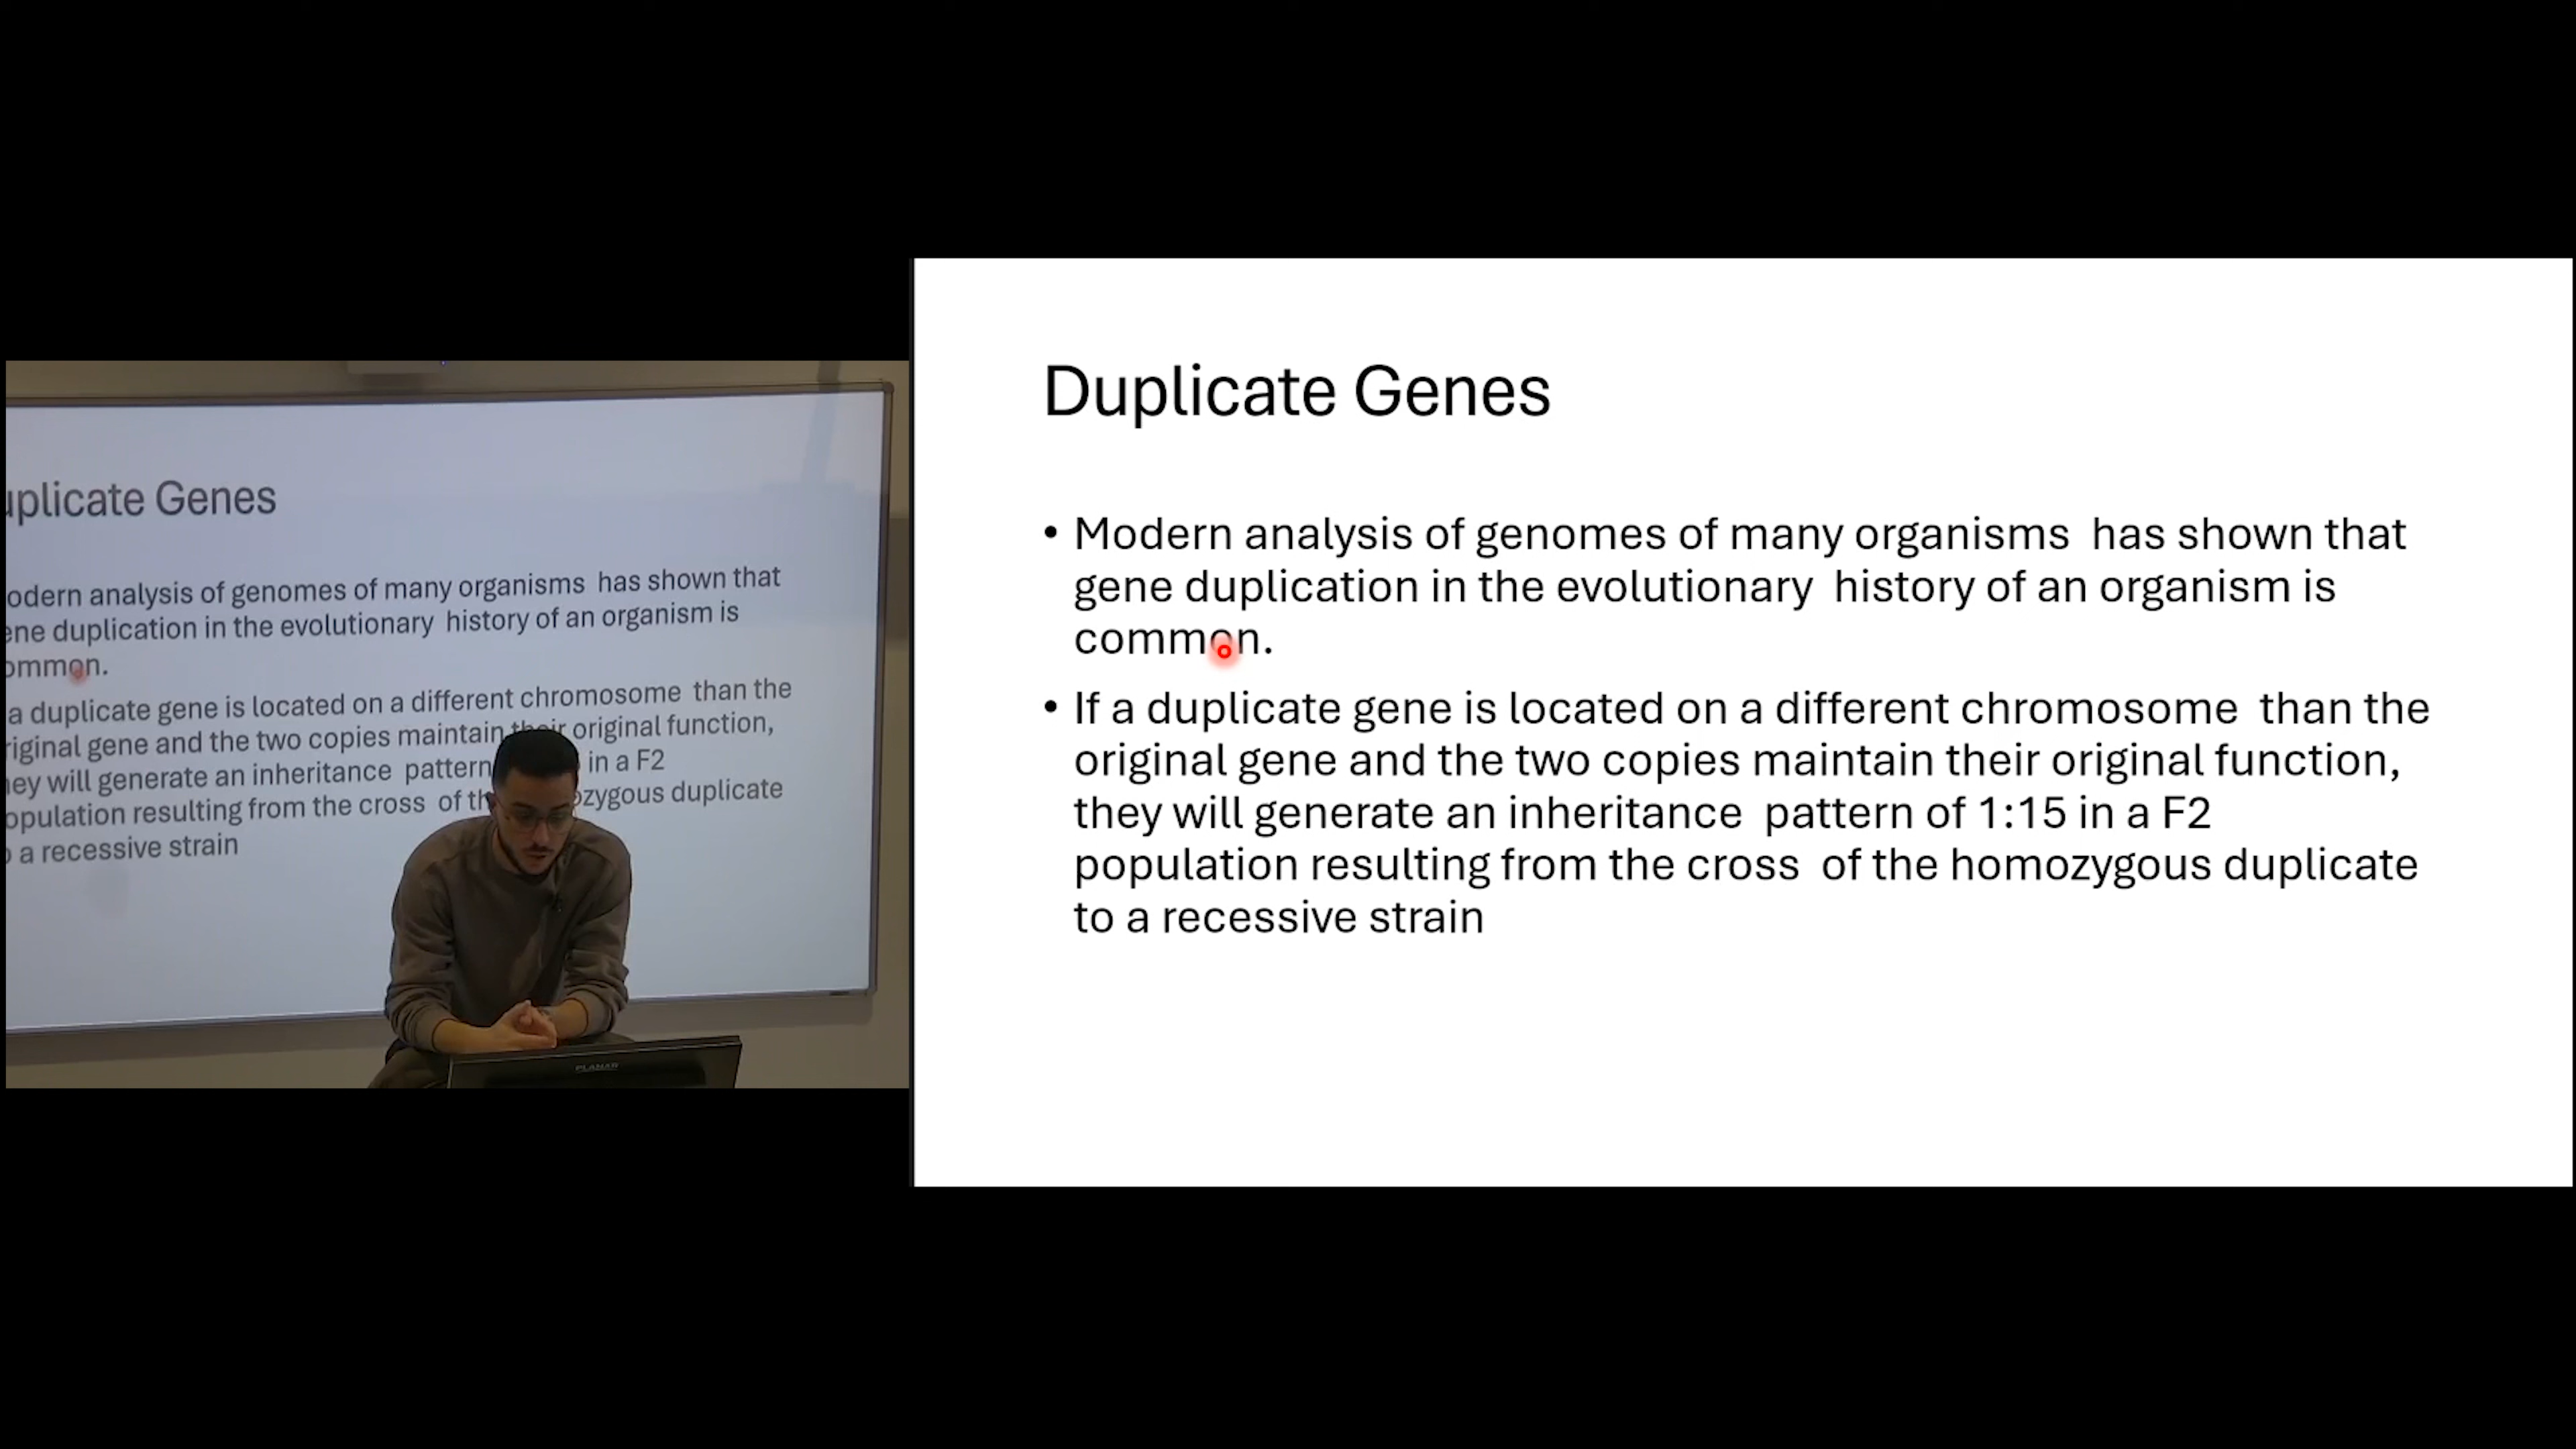 uplicate Genes
odern analysis of genomes of many organisms has shown that
ene duplication in the evolutionary history of an organism is
ommon.
a duplicate gene is located on a different chromosome than the
riginal gene and the two copies maintain their original function,
ey will generate an inheritance pattern in a F2
opulation resulting from the cross of th ozygous duplicate
o a recessive strain
PLANAR
Duplicate Genes
• Modern analysis of genomes of many organisms has shown that
gene duplication in the evolutionary history of an organism is
common.
• If a duplicate gene is located on a different chromosome than the
original gene and the two copies maintain their original function,
they will generate an inheritance pattern of 1:15 in a F2
population resulting from the cross of the homozygous duplicate
to a recessive strain